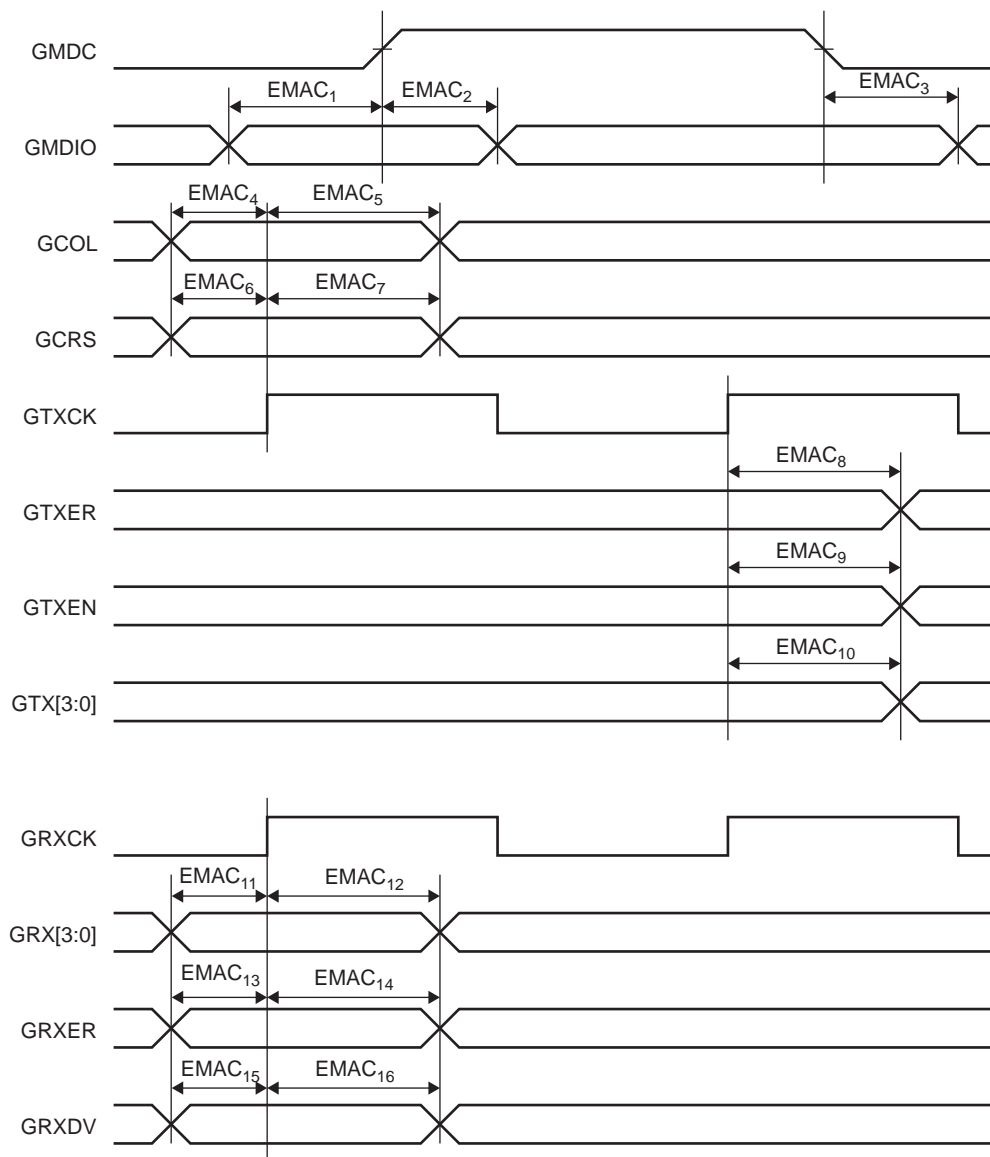 GMDC
EMAC1 EMAC2 EMAC3
GMDIO
EMAC4 EMAC5
GCOL
EMAC6 EMAC7
GCRS
GTXCK
EMAC8
GTXER
EMAC9
GTXEN
EMAC10
GTX[3:0]
GRXCK
EMAC11 EMAC12
GRX[3:0]
EMAC13 EMAC14
GRXER
EMAC15 EMAC16
GRXDV